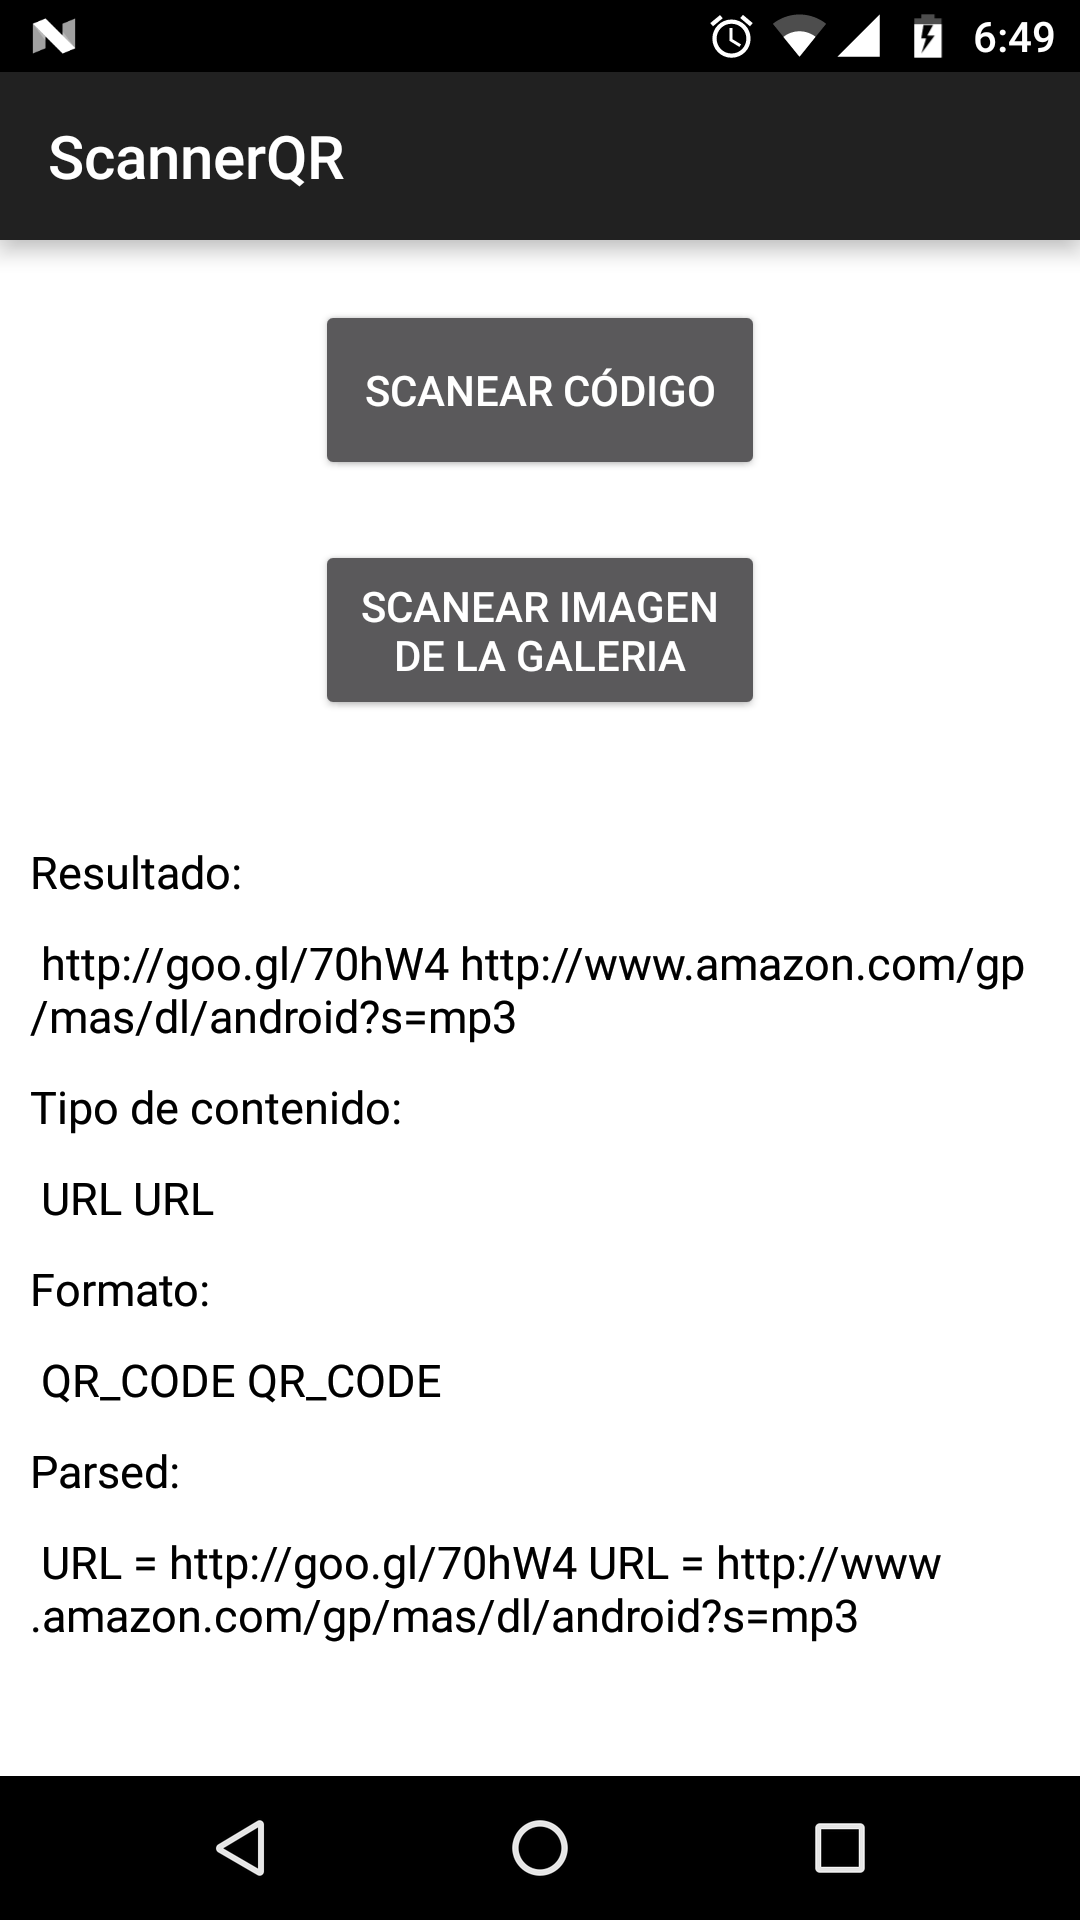 6:49
ScannerQR
SCANEAR CÓDIGO
SCANEAR IMAGEN
DE LA GALERIA
Resultado:
http://goo.gl/70hW4 http://www.amazon.com/gp
/mas/dl/android?s=mp3
Tipo de contenido:
URL URL
Formato:
QR_CODE QR_CODE
Parsed:
URL = http://goo.gl/70hW4 URL = http://www
.amazon.com/gp/mas/dl/android?s=mp3